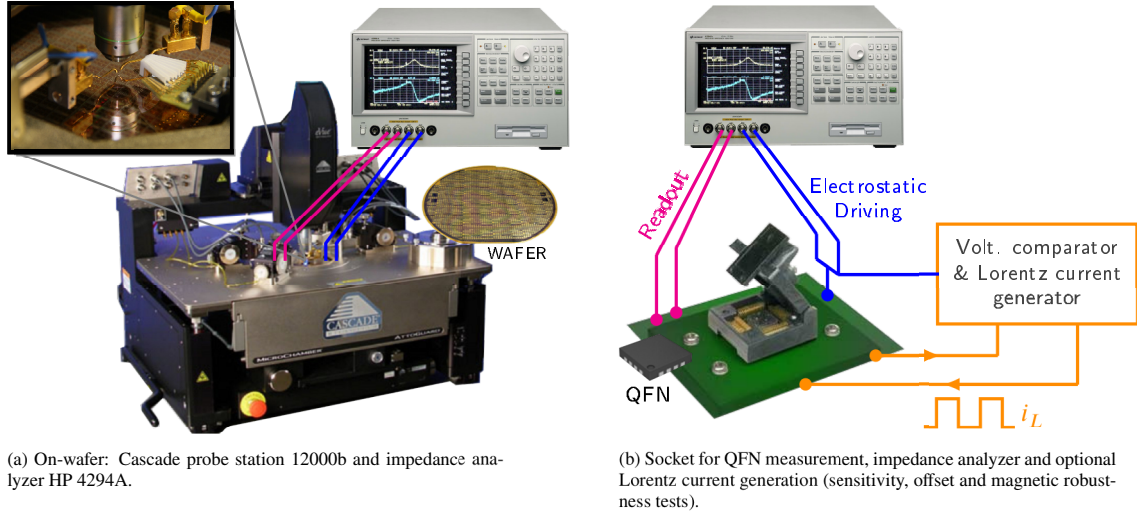 WAFER
CASCADE
MICROCHAMBER
ATTOGUARD
(a) On-wafer: Cascade probe station 12000b and impedance ana-
lyzer HP 4294A.
Readout
Electrostatic
Driving
Volt. comparator
& Lorentz current
generator
QFN
i_L
(b) Socket for QFN measurement, impedance analyzer and optional
Lorentz current generation (sensitivity, offset and magnetic robust-
ness tests).